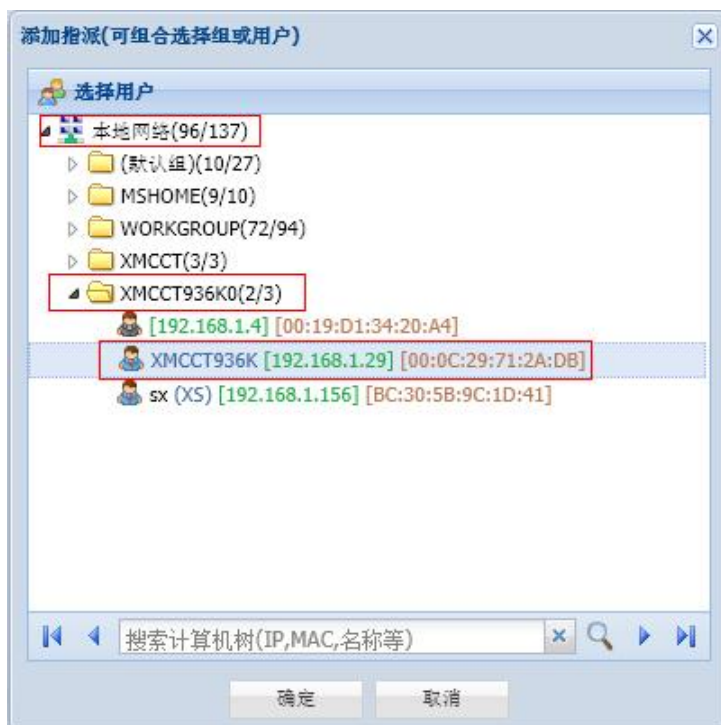 添加指派(可组合选择组或用户)
选择用户
本地网络(96/137)
(默认组)(10/27)
MSHOME(9/10)
WORKGROUP(72/94)
XMCCT(3/3)
XMCCT936K0(2/3)
[192.168.1.4] [00:19:D1:34:20:A4]
XMCCT936K [192.168.1.29] [00:0C:29:71:2A:DB]
sx (XS) [192.168.1.156] [BC:30:5B:9C:1D:41]
搜索计算机树(IP,MAC,名称等)
确定 取消